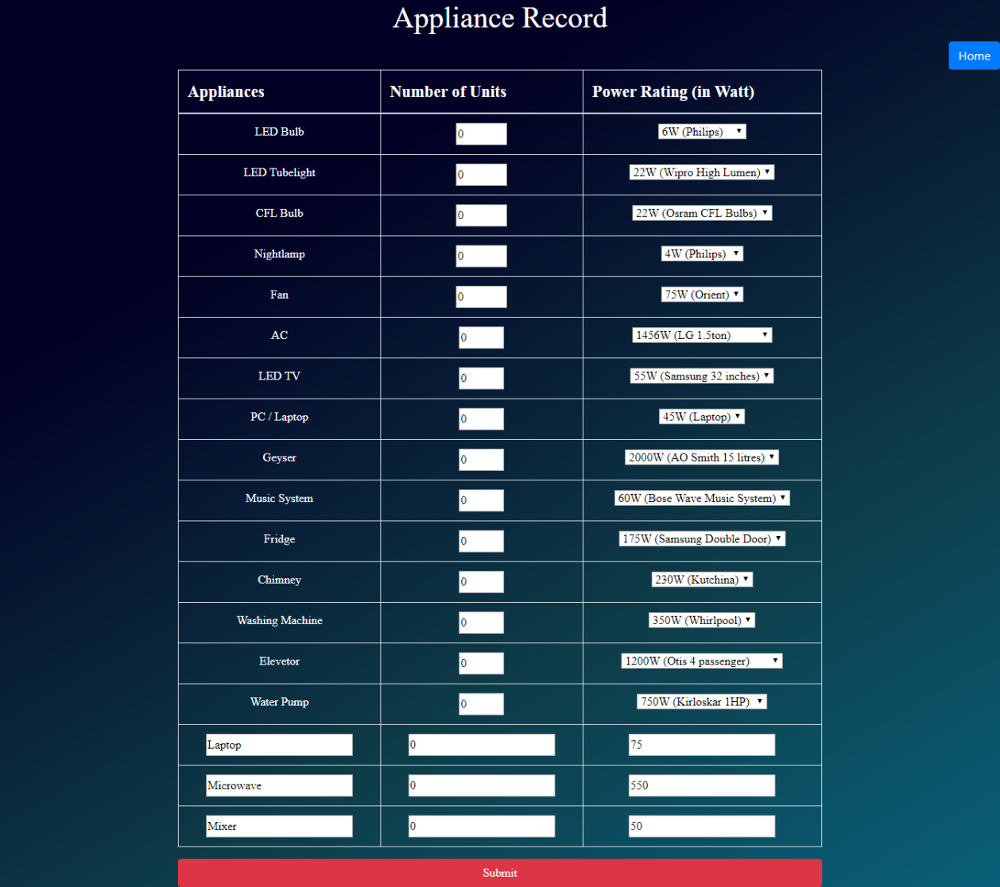 Appliance Record
Home
Appliances Number of Units Power Rating (in Watt)
LED Bulb 0 6W (Philips)
LED Tubelight 0 22W (Wipro High Lumen)
CFL Bulb 0 22W (Osram CFL Bulbs)
Nightlamp 0 4W (Philips)
Fan 0 75W (Orient)
AC 0 1456W (LG 1.5ton)
LED TV 0 55W (Samsung 32 inches)
PC / Laptop 0 45W (Laptop)
Geyser 0 2000W (AO Smith 15 litres)
Music System 0 60W (Bose Wave Music System)
Fridge 0 175W (Samsung Double Door)
Chimney 0 230W (Kutchina)
Washing Machine 0 350W (Whirlpool)
Elevetor 0 1200W (Otis 4 passenger)
Water Pump 0 750W (Kirloskar 1HP)
Laptop 0 75
Microwave 0 550
Mixer 0 50
Submit